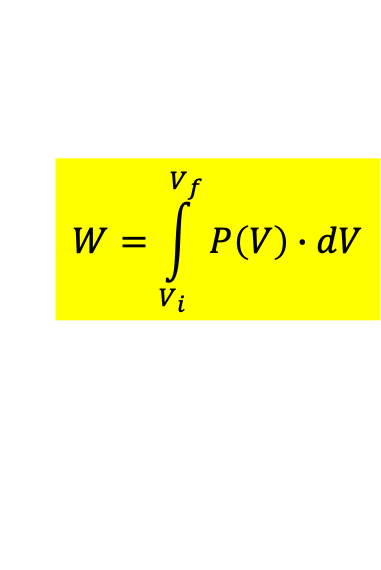 W = ∫_{V_i}^{V_f} P(V) · dV